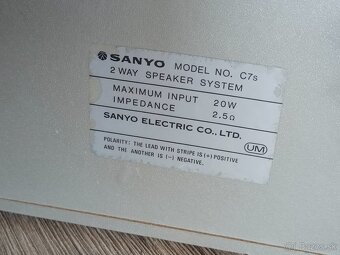 SANYO MODEL NO. C7s
2 WAY SPEAKER SYSTEM
MAXIMUM INPUT 20W
IMPEDANCE 2.5Ω
SANYO ELECTRIC CO., LTD.
UM
POLARITY: THE LEAD WITH STRIPE IS (+) POSITIVE
AND THE ANOTHER IS (−) NEGATIVE.